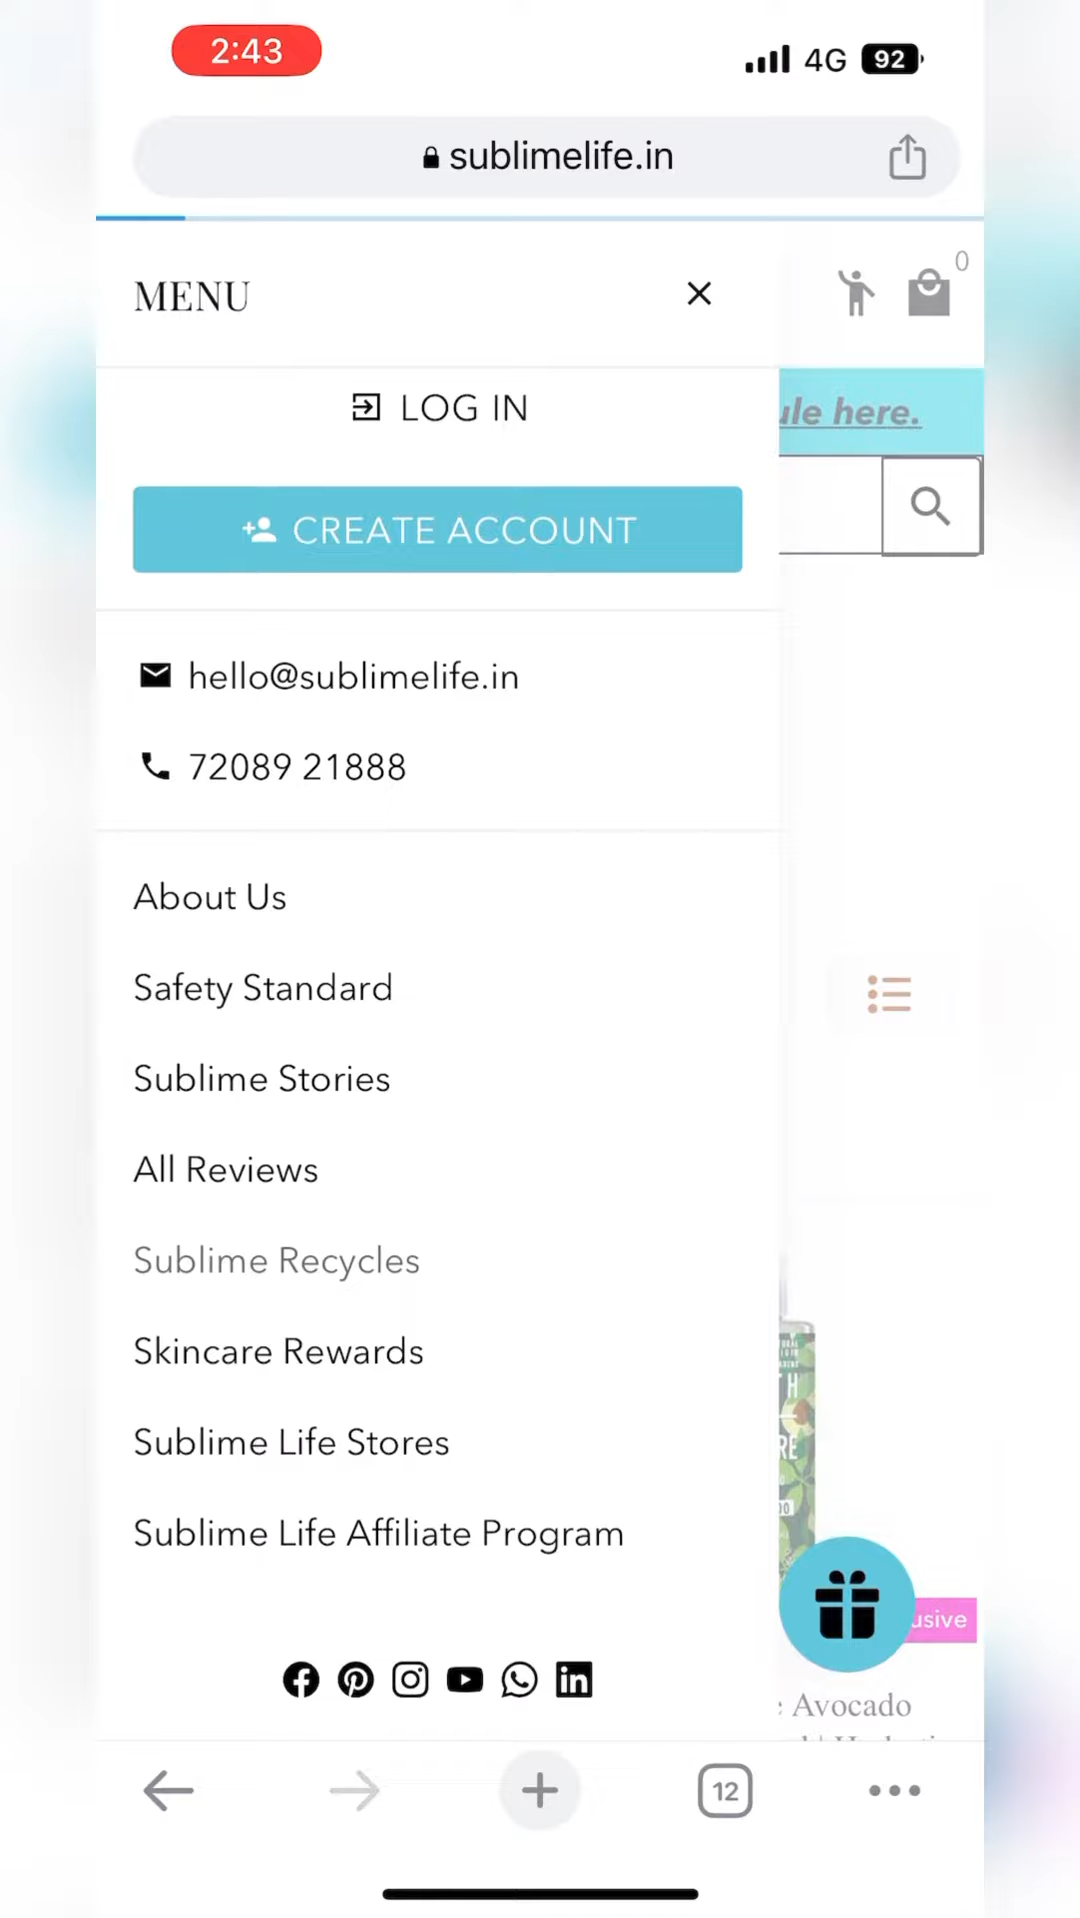 2:43
4G 92
sublimelife.in
0
MENU
LOG IN
ule here.
CREATE ACCOUNT
hello@sublimelife.in
72089 21888
About Us
Safety Standard
Sublime Stories
All Reviews
Sublime Recycles
Skincare Rewards
Sublime Life Stores
Sublime Life Affiliate Program
usive
Avocado
12